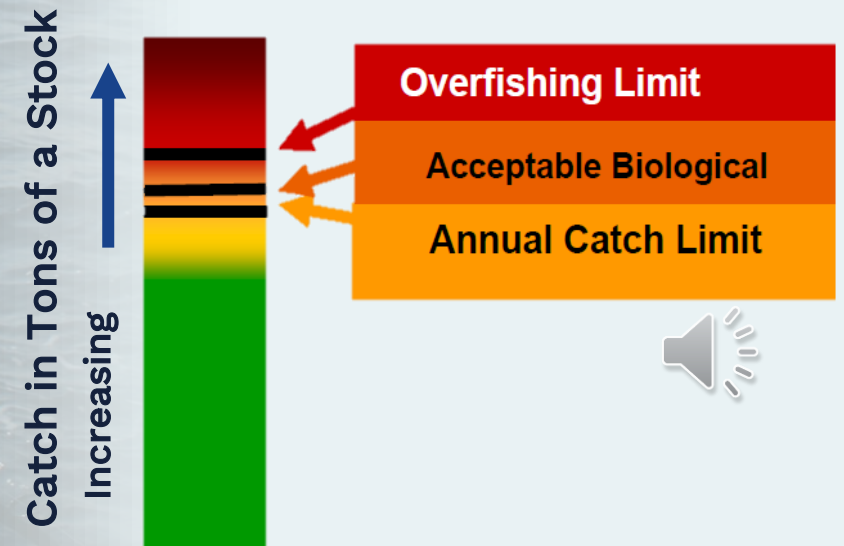 Catch in Tons of a Stock
Increasing
Overfishing Limit
Acceptable Biological
Annual Catch Limit